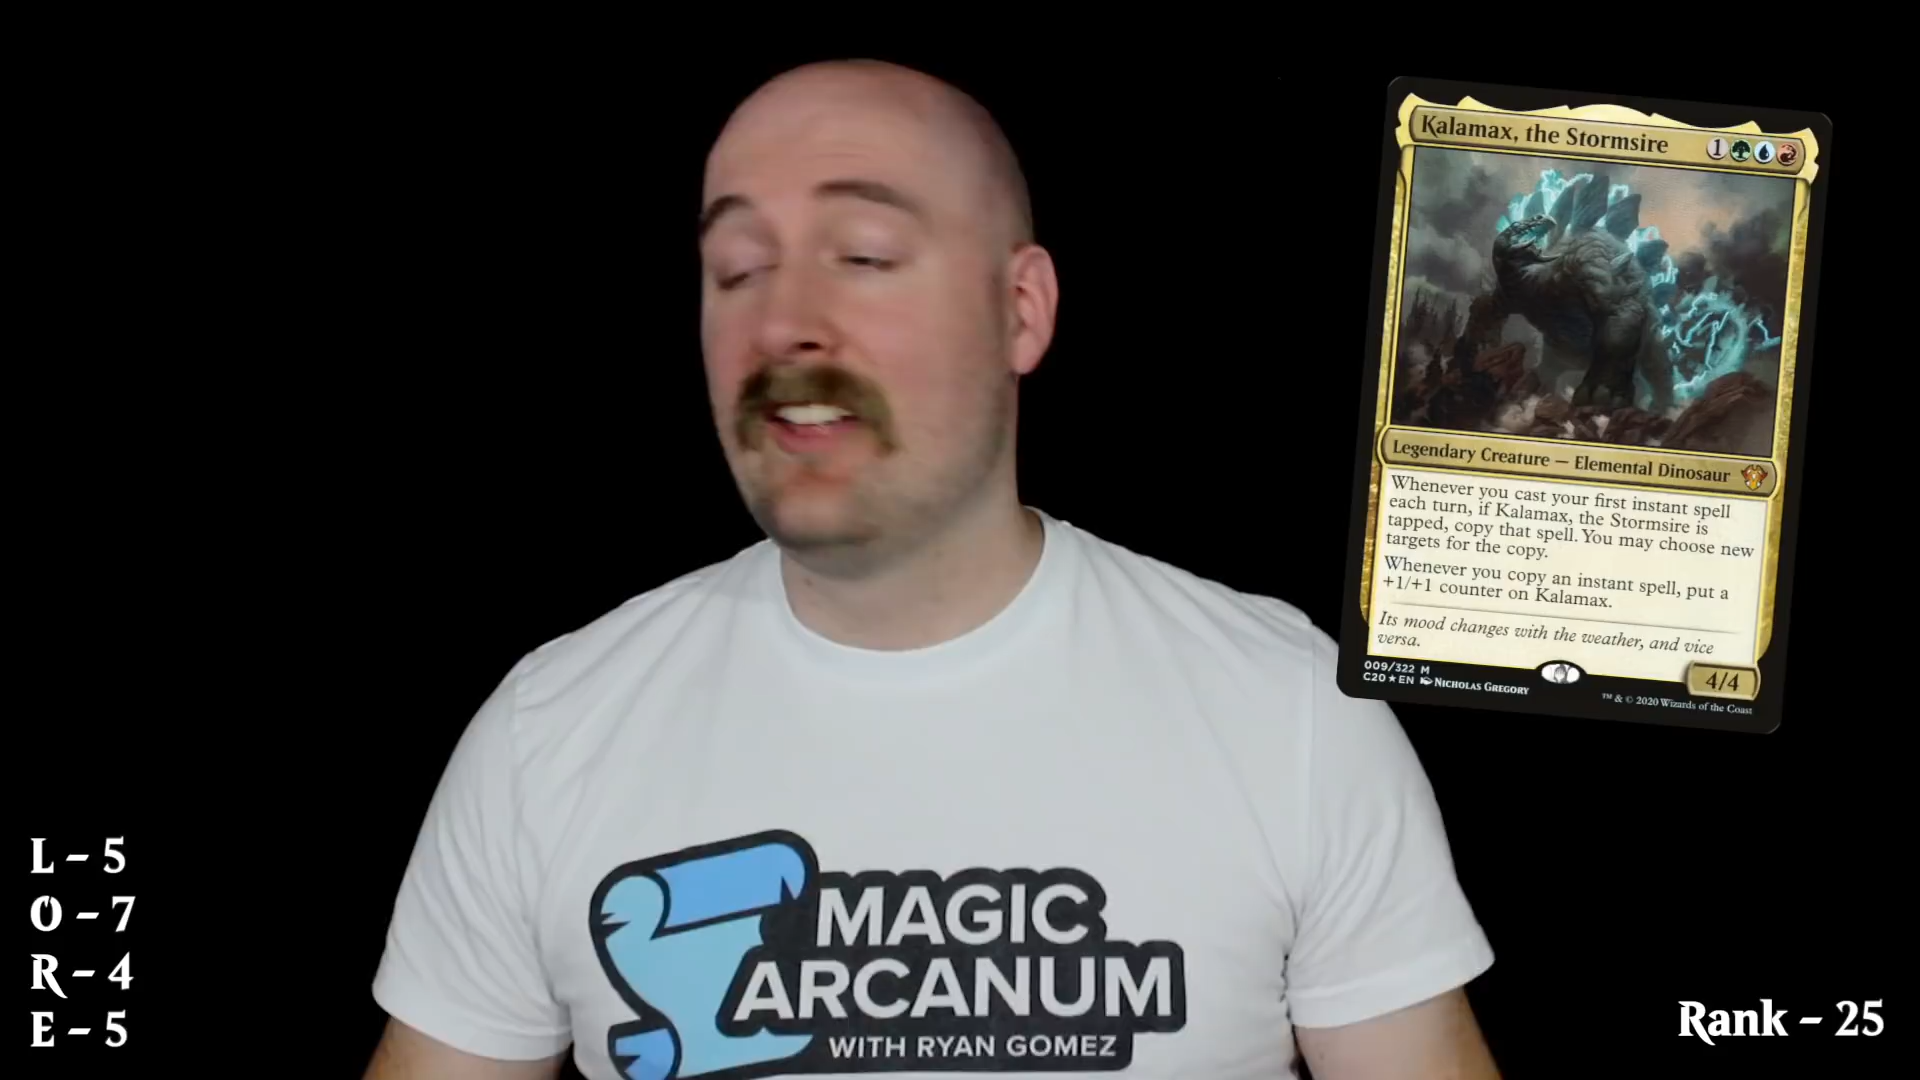 Kalamax, the Stormsire 1
Legendary Creature — Elemental Dinosaur
Whenever you cast your first instant spell
each turn, if Kalamax, the Stormsire is
tapped, copy that spell. You may choose new
targets for the copy.
Whenever you copy an instant spell, put a
+1/+1 counter on Kalamax.
Its mood changes with the weather, and vice
versa.
4/4
009/322 M
C20★EN Nicholas Gregory
™ & © 2020 Wizards of the Coast
L – 5
O – 7
R – 4
E – 5
MAGIC
ARCANUM
WITH RYAN GOMEZ
Rank – 25